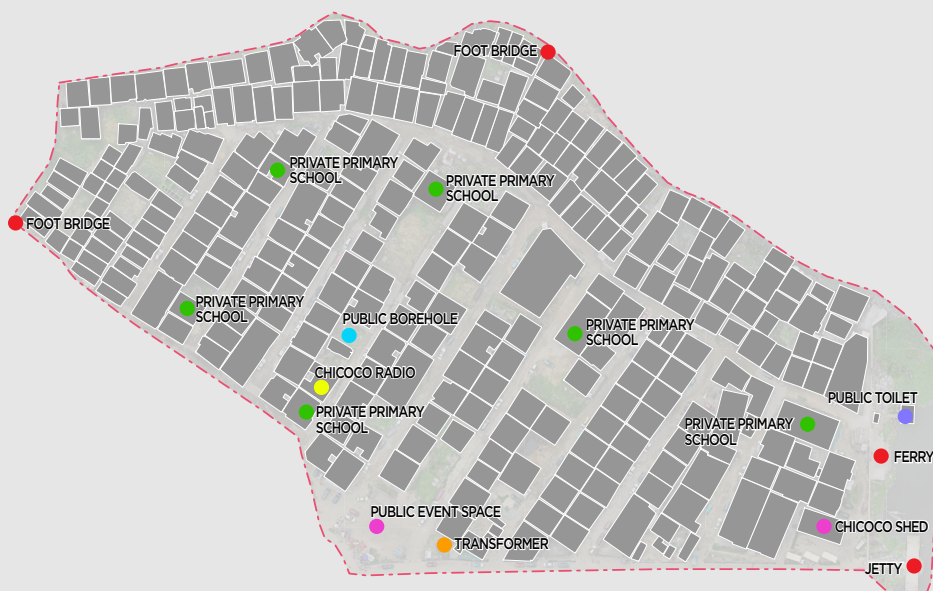 FOOT BRIDGE
PRIVATE PRIMARY
SCHOOL
PRIVATE PRIMARY
SCHOOL
FOOT BRIDGE
PRIVATE PRIMARY
SCHOOL
PUBLIC BOREHOLE
PRIVATE PRIMARY
SCHOOL
CHICOCO RADIO
PRIVATE PRIMARY
SCHOOL
PUBLIC TOILET
PRIVATE PRIMARY
SCHOOL
FERRY
PUBLIC EVENT SPACE
CHICOCO SHED
TRANSFORMER
JETTY